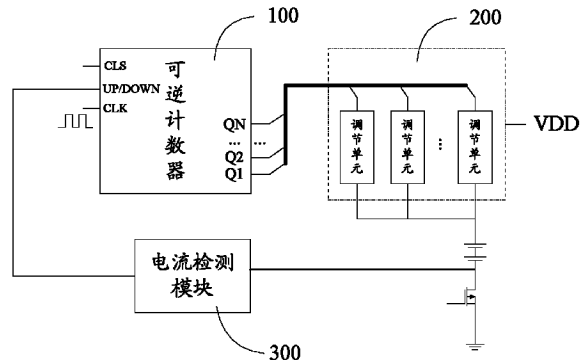 100
200
CLS
UP/DOWN
CLK
可逆计数器
QN
... ...
Q2
Q1
调节单元
调节单元
...
调节单元
VDD
电流检测
模块
300